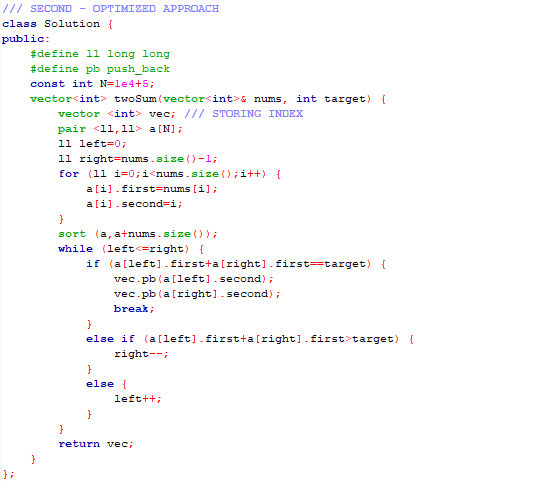 /// SECOND - OPTIMIZED APPROACH
class Solution {
public:
    #define ll long long
    #define pb push_back
    const int N=1e4+5;
    vector<int> twoSum(vector<int>& nums, int target) {
        vector <int> vec; /// STORING INDEX
        pair <ll,ll> a[N];
        ll left=0;
        ll right=nums.size()-1;
        for (ll i=0;i<nums.size();i++) {
            a[i].first=nums[i];
            a[i].second=i;
        }
        sort (a,a+nums.size());
        while (left<=right) {
            if (a[left].first+a[right].first==target) {
                vec.pb(a[left].second);
                vec.pb(a[right].second);
                break;
            }
            else if (a[left].first+a[right].first>target) {
                right--;
            }
            else {
                left++;
            }
        }
        return vec;
    }
};